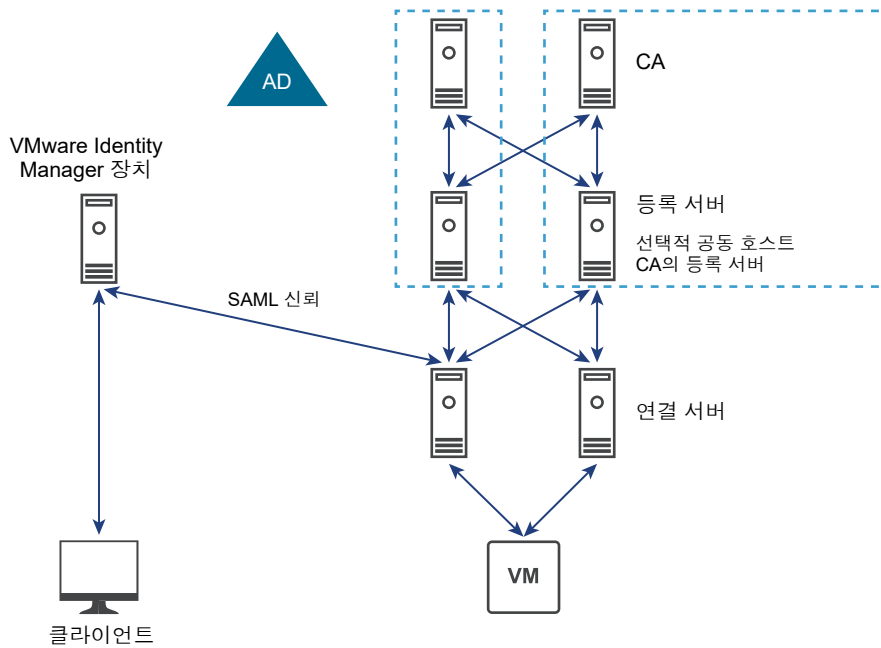 AD
CA
VMware Identity
Manager 장치
등록 서버
선택적 공동 호스트
CA의 등록 서버
SAML 신뢰
연결 서버
VM
클라이언트